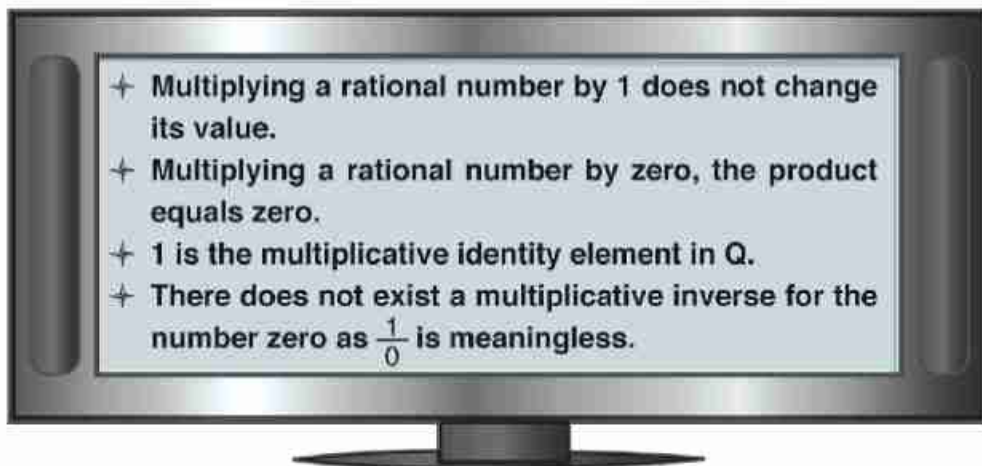 Multiplying a rational number by 1 does not change
its value.
Multiplying a rational number by zero, the product
equals zero.
1 is the multiplicative identity element in Q.
There does not exist a multiplicative inverse for the
number zero as 1/0 is meaningless.